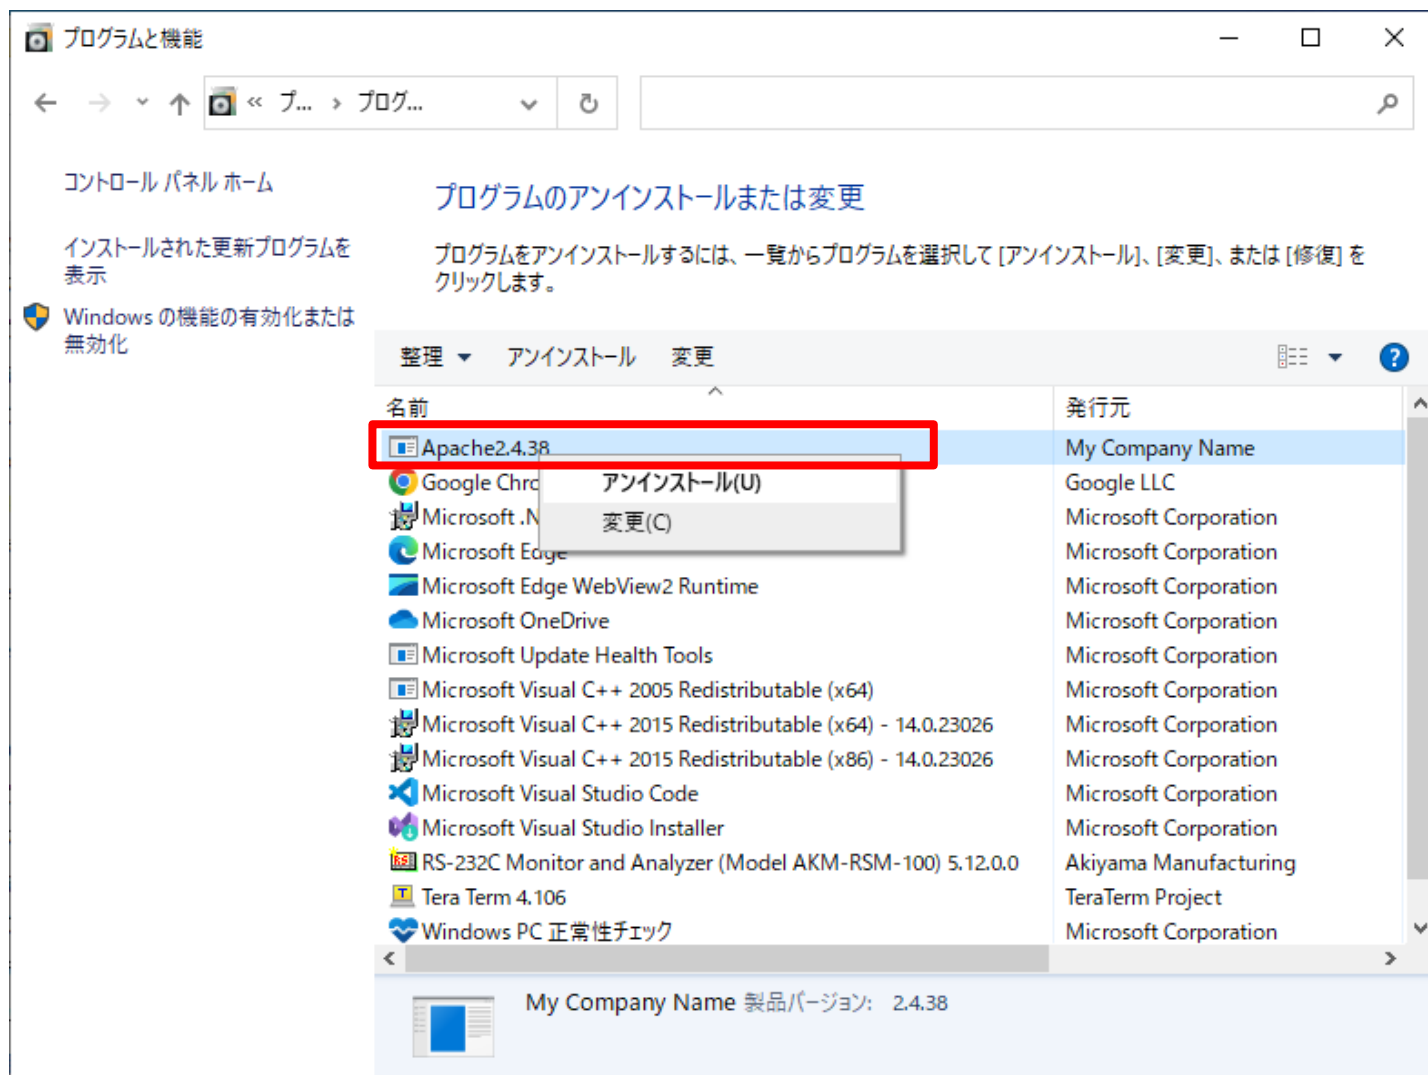 プログラムと機能
« プ... › プログ...
コントロール パネル ホーム
インストールされた更新プログラムを
表示
Windows の機能の有効化または
無効化
プログラムのアンインストールまたは変更
プログラムをアンインストールするには、一覧からプログラムを選択して [アンインストール]、[変更]、または [修復] を
クリックします。
整理 アンインストール 変更
名前 発行元
Apache2.4.38 My Company Name
Google Chro Google LLC
Microsoft .N Microsoft Corporation
Microsoft Edge Microsoft Corporation
アンインストール(U)
変更(C)
Microsoft Edge WebView2 Runtime Microsoft Corporation
Microsoft OneDrive Microsoft Corporation
Microsoft Update Health Tools Microsoft Corporation
Microsoft Visual C++ 2005 Redistributable (x64) Microsoft Corporation
Microsoft Visual C++ 2015 Redistributable (x64) - 14.0.23026 Microsoft Corporation
Microsoft Visual C++ 2015 Redistributable (x86) - 14.0.23026 Microsoft Corporation
Microsoft Visual Studio Code Microsoft Corporation
Microsoft Visual Studio Installer Microsoft Corporation
RS-232C Monitor and Analyzer (Model AKM-RSM-100) 5.12.0.0 Akiyama Manufacturing
Tera Term 4.106 TeraTerm Project
Windows PC 正常性チェック Microsoft Corporation
My Company Name 製品バージョン: 2.4.38